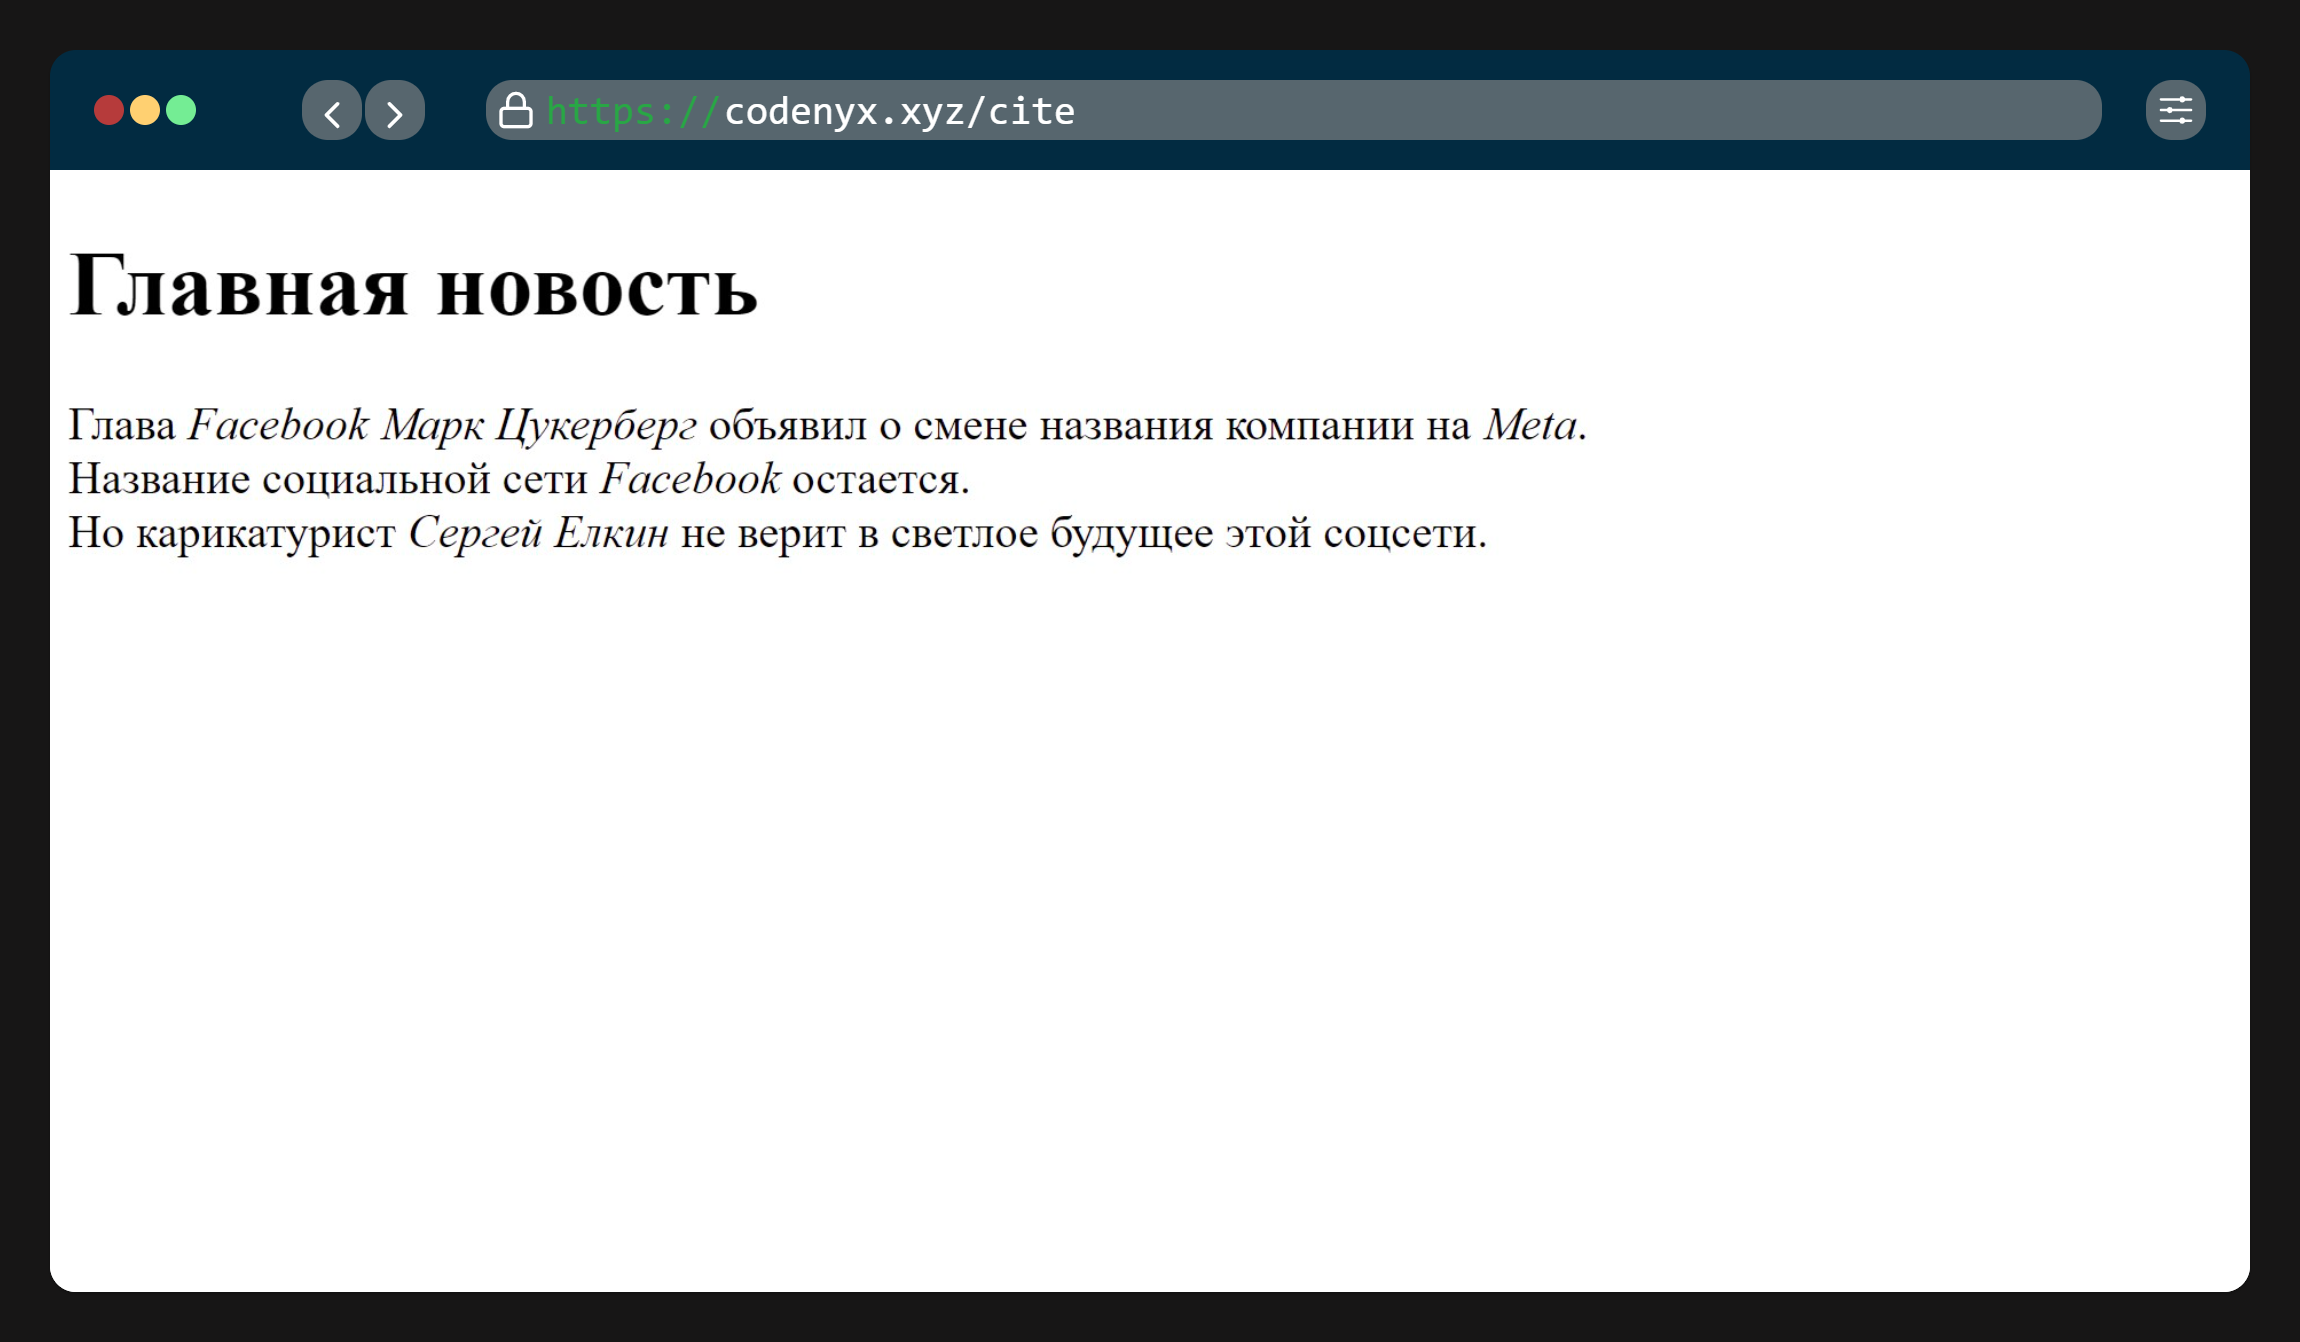 https://codenyx.xyz/cite
Главная новость
Глава Facebook Марк Цукерберг объявил о смене названия компании на Meta.
Название социальной сети Facebook остается.
Но карикатурист Сергей Елкин не верит в светлое будущее этой соцсети.